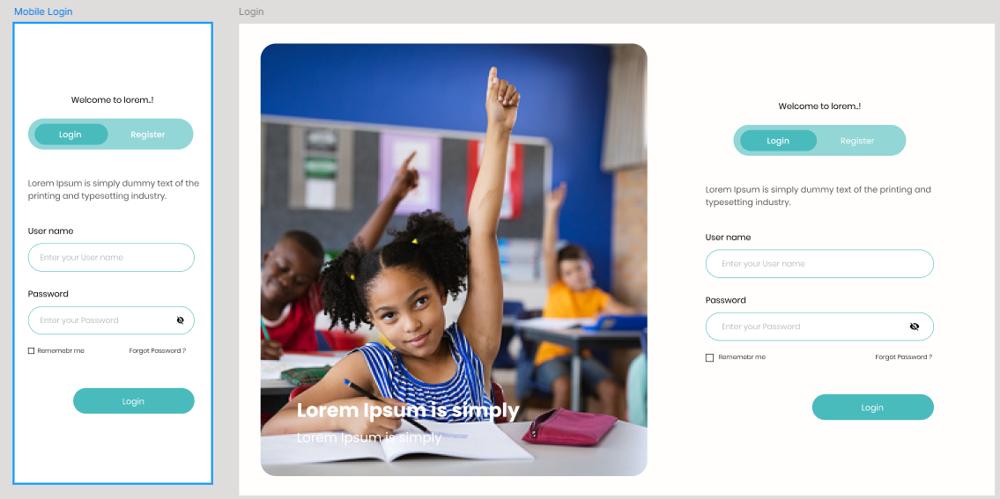 Mobile Login
Welcome to lorem..!
Login
Register
Lorem Ipsum is simply dummy text of the
printing and typesetting industry.
User name
Enter your User name
Password
Enter your Password
Rememebr me
Forgot Password ?
Login
Login
Lorem Ipsum is simply
Lorem Ipsum is simply
Welcome to lorem..!
Login
Register
Lorem Ipsum is simply dummy text of the printing and
typesetting industry.
User name
Enter your User name
Password
Enter your Password
Rememebr me
Forgot Password ?
Login